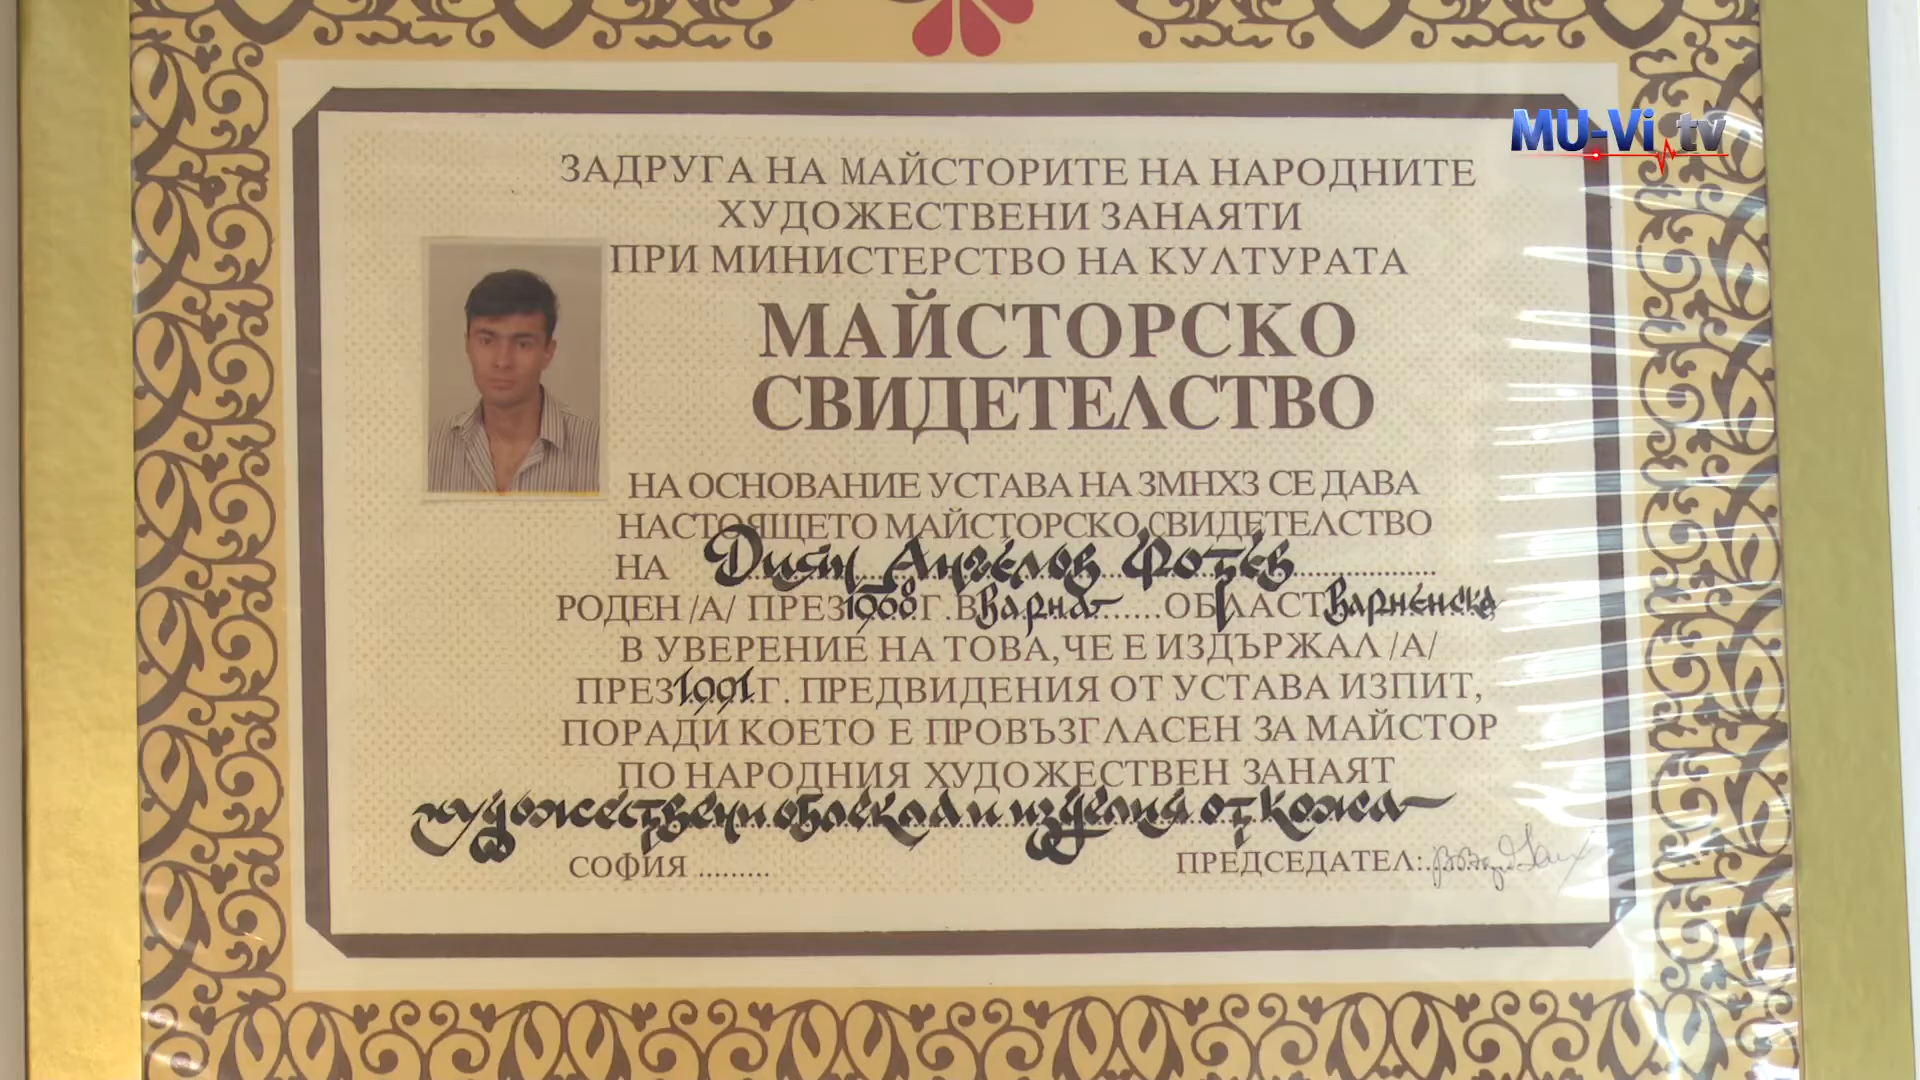 MU-Vi.tv
ЗАДРУГА НА МАЙСТОРИТЕ НА НАРОДНИТЕ
ХУДОЖЕСТВЕНИ ЗАНАЯТИ
ПРИ МИНИСТЕРСТВО НА КУЛТУРАТА
МАЙСТОРСКО
СВИДЕТЕЛСТВО
НА ОСНОВАНИЕ УСТАВА НА ЗМНХЗ СЕ ДАВА
НАСТОЯЩЕТО МАЙСТОРСКО СВИДЕТЕЛСТВО
НА Диян Ангелов Фотев
РОДЕН /А/ ПРЕЗ 1968 Г. В Варна ОБЛАСТ Варненска
В УВЕРЕНИЕ НА ТОВА, ЧЕ Е ИЗДЪРЖАЛ /А/
ПРЕЗ 1991 Г. ПРЕДВИДЕНИЯ ОТ УСТАВА ИЗПИТ,
ПОРАДИ КОЕТО Е ПРОВЪЗГЛАСЕН ЗА МАЙСТОР
ПО НАРОДНИЯ ХУДОЖЕСТВЕН ЗАНАЯТ
художествени облекла и изделия от кожа
СОФИЯ ......... ПРЕДСЕДАТЕЛ: